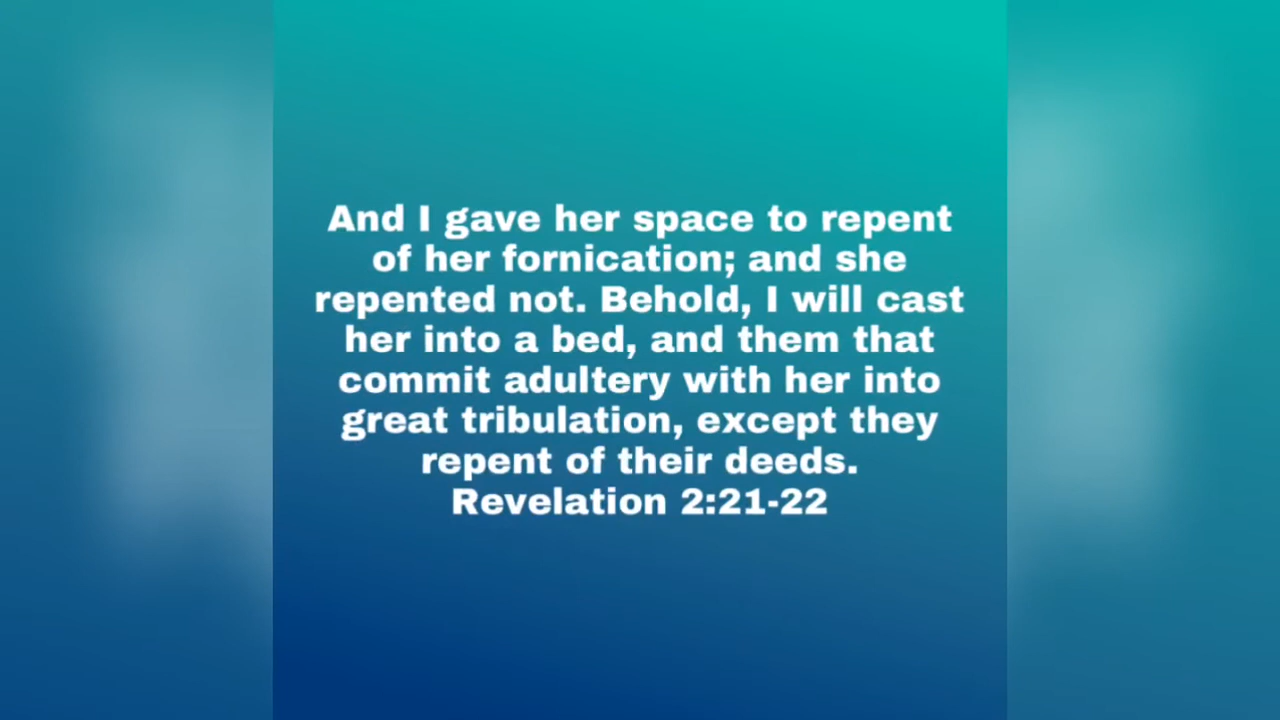 And I gave her space to repent
of her fornication; and she
repented not. Behold, I will cast
her into a bed, and them that
commit adultery with her into
great tribulation, except they
repent of their deeds.
Revelation 2:21-22